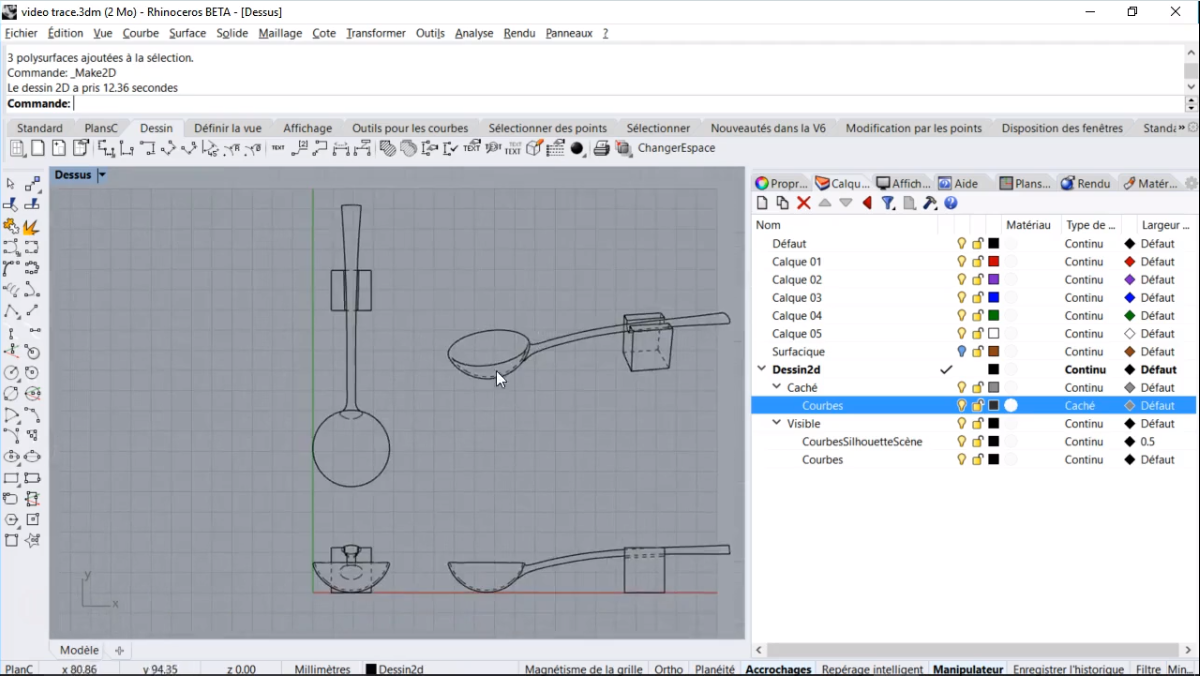 video trace.3dm (2 Mo) - Rhinoceros BETA - [Dessus]
Fichier Édition Vue Courbe Surface Solide Maillage Cote Transformer Outils Analyse Rendu Panneaux ?
3 polysurfaces ajoutées à la sélection.
Commande: _Make2D
Le dessin 2D a pris 12.36 secondes
Commande:
Standard PlansC Dessin Définir la vue Affichage Outils pour les courbes Sélectionner des points Sélectionner Nouveautés dans la V6 Modification par les points Disposition des fenêtres Standa»
TEXT TEXT TEXT ChangerEspace
Dessus
Propr... Calqu... Affich... Aide Plans... Rendu Matér...
Nom Matériau Type de ... Largeur ...
Défaut Continu Défaut
Calque 01 Continu Défaut
Calque 02 Continu Défaut
Calque 03 Continu Défaut
Calque 04 Continu Défaut
Calque 05 Continu Défaut
Surfacique Continu Défaut
Dessin2d Continu Défaut
Caché Continu Défaut
Courbes Caché Défaut
Visible Continu Défaut
CourbesSilhouetteScène Continu 0.5
Courbes Continu Défaut
y
x
Modèle
PlanC x 80.86 y 94.35 z 0.00 Millimètres Dessin2d Magnétisme de la grille Ortho Planéité Accrochages Repérage intelligent Manipulateur Enregistrer l'historique Filtre Min...